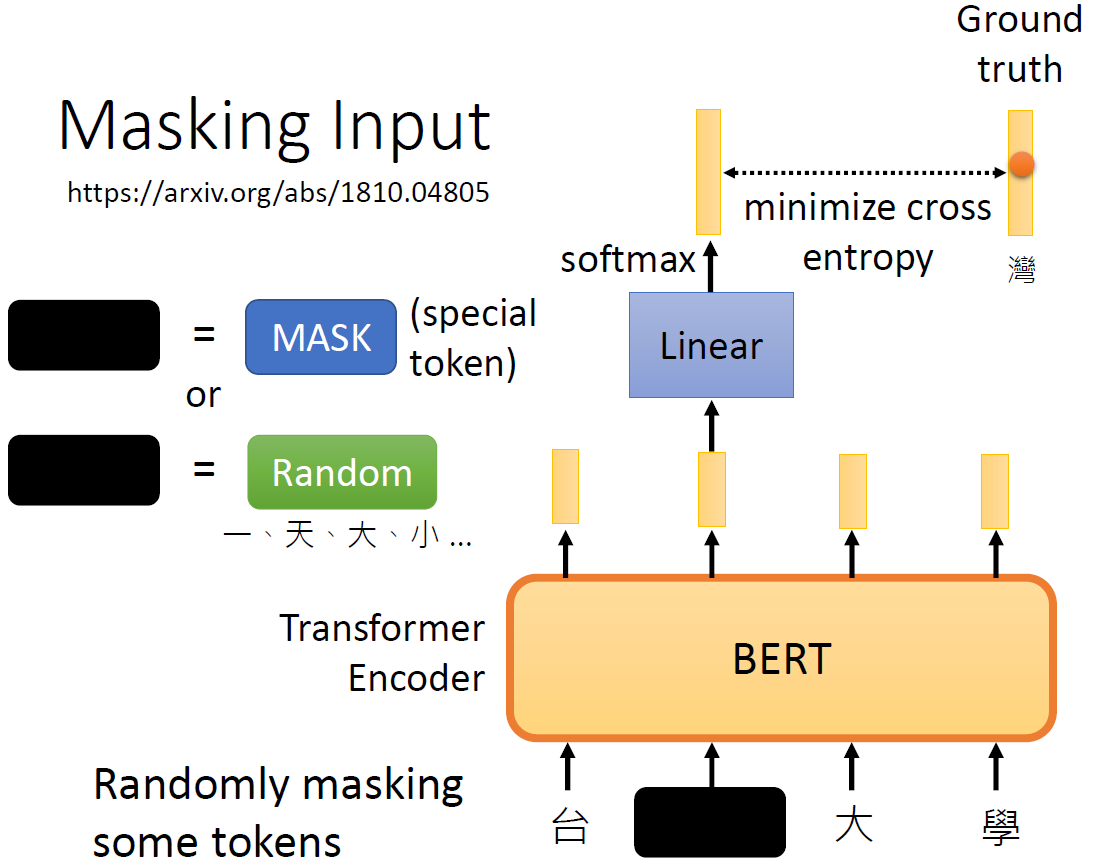 Masking Input
https://arxiv.org/abs/1810.04805
Ground
truth
minimize cross
entropy
灣
softmax
Linear
= MASK (special
token)
or
= Random
一、天、大、小 ...
Transformer
Encoder
BERT
Randomly masking
some tokens
台 大 學